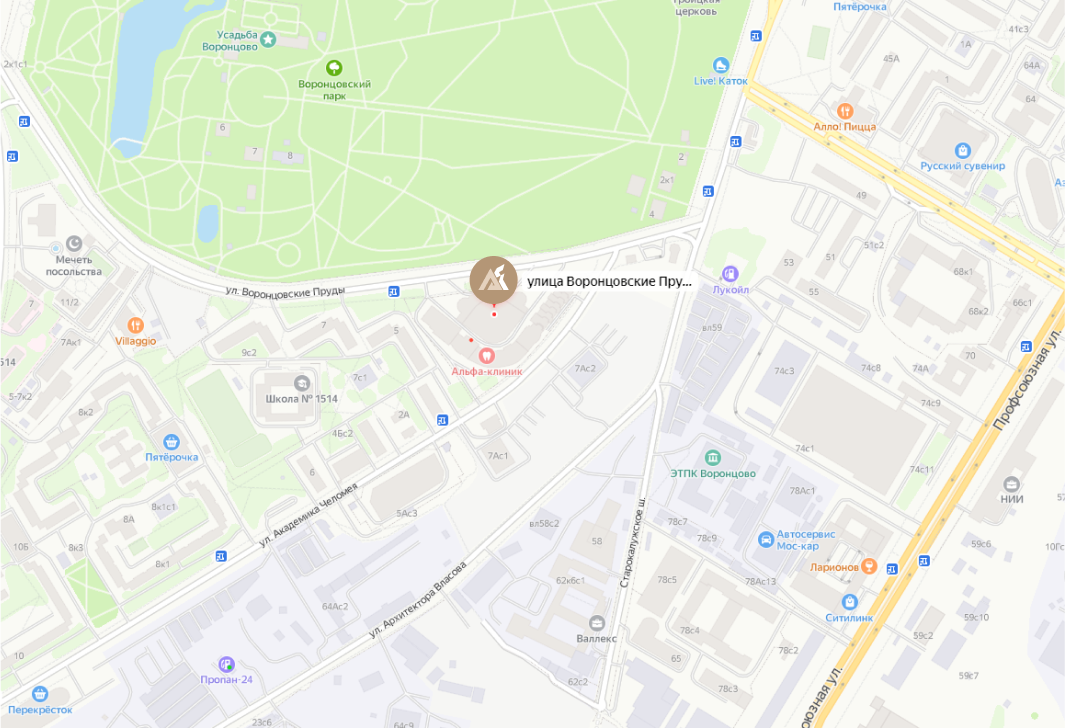 Троицкая
церковь
Пятёрочка
41с3
Усадьба
Воронцово
1А
45А
2к1с1
64А
Live! Каток
1
Воронцовский
парк
64
Алло! Пицца
6
7
8
2
Русский сувенир
2к1
49
4
51
51с2
Мечеть
посольства
53
68к1
Лукойл
55
улица Воронцовские Пру...
ул. Воронцовские Пруды
7
11/2
66с1
68к2
вл59
5
7
Villaggio
7Ак1
9с2
70
514
Альфа-клиник
7Ас2
74с3
74с2
7с1
5-7к2
Школа № 1514
74с9
8к2
2А
Профсоюзная ул.
4Бс2
74с1
Пятёрочка
7Ас1
74с11
6
ЭТПК Воронцово
78Ас1
НИИ
8к1с1
5Ас3
ул. Академика Челомея
8А
вл58с2
78с7
Автосервис
Мос-кар
78с9
58
10Б
8к3
59с6
8к1
Старокалужское ш.
Ларионов
62к6с1
78с5
78Ас13
ул. Архитектора Власова
64Ас2
Ситилинк
59с10
Валлекс
78с4
59с2
10
65
78с2
Пропан-24
59с7
62с2
78с3
Перекрёсток
23с6
64с2